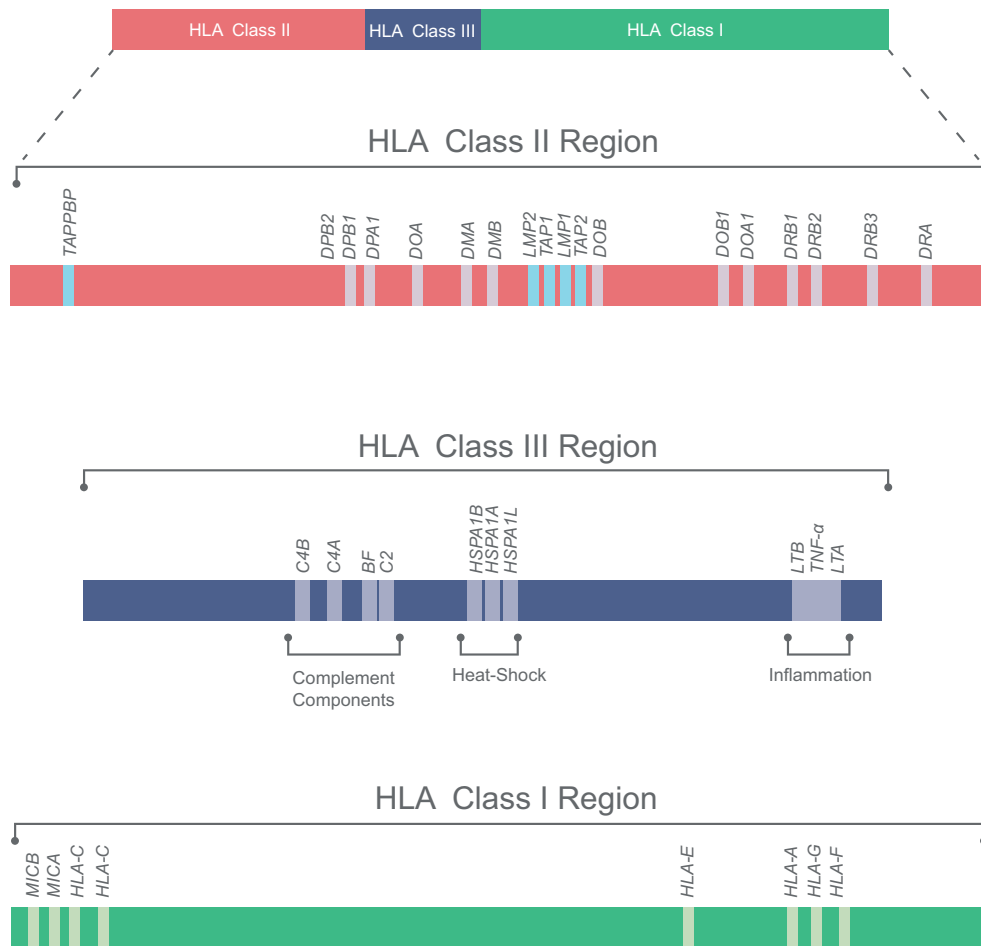 HLA Class II HLA Class III HLA Class I
HLA Class II Region
TAPPBP DPB2 DPB1 DPA1 DOA DMA DMB LMP2 TAP1 LMP1 TAP2 DOB DOB1 DOA1 DRB1 DRB2 DRB3 DRA
HLA Class III Region
C4B C4A BF C2 HSPA1B HSPA1A HSPA1L LTB TNF-α LTA
Complement Heat-Shock Inflammation
Components
HLA Class I Region
MICB MICA HLA-C HLA-C HLA-E HLA-A HLA-G HLA-F